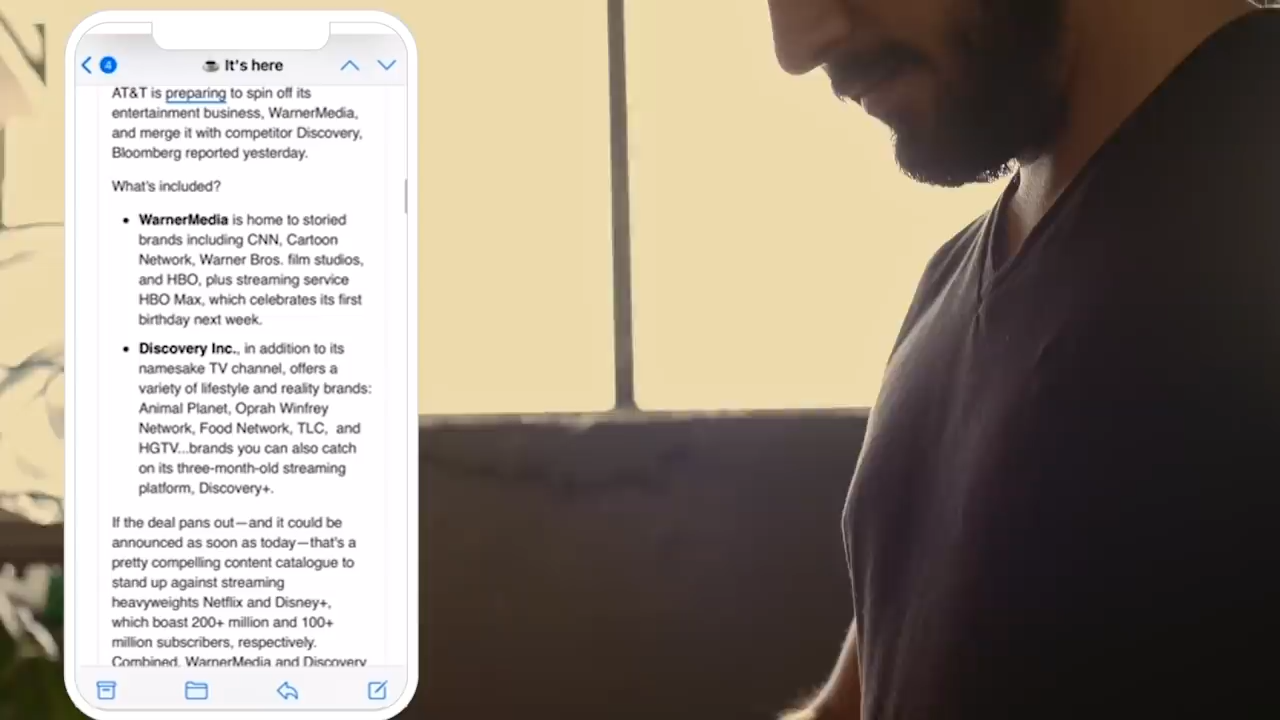 4
☕ It's here
AT&T is preparing to spin off its
entertainment business, WarnerMedia,
and merge it with competitor Discovery,
Bloomberg reported yesterday.
What's included?
• WarnerMedia is home to storied
brands including CNN, Cartoon
Network, Warner Bros. film studios,
and HBO, plus streaming service
HBO Max, which celebrates its first
birthday next week.
• Discovery Inc., in addition to its
namesake TV channel, offers a
variety of lifestyle and reality brands:
Animal Planet, Oprah Winfrey
Network, Food Network, TLC, and
HGTV...brands you can also catch
on its three-month-old streaming
platform, Discovery+.
If the deal pans out—and it could be
announced as soon as today—that's a
pretty compelling content catalogue to
stand up against streaming
heavyweights Netflix and Disney+,
which boast 200+ million and 100+
million subscribers, respectively.
Combined, WarnerMedia and Discovery